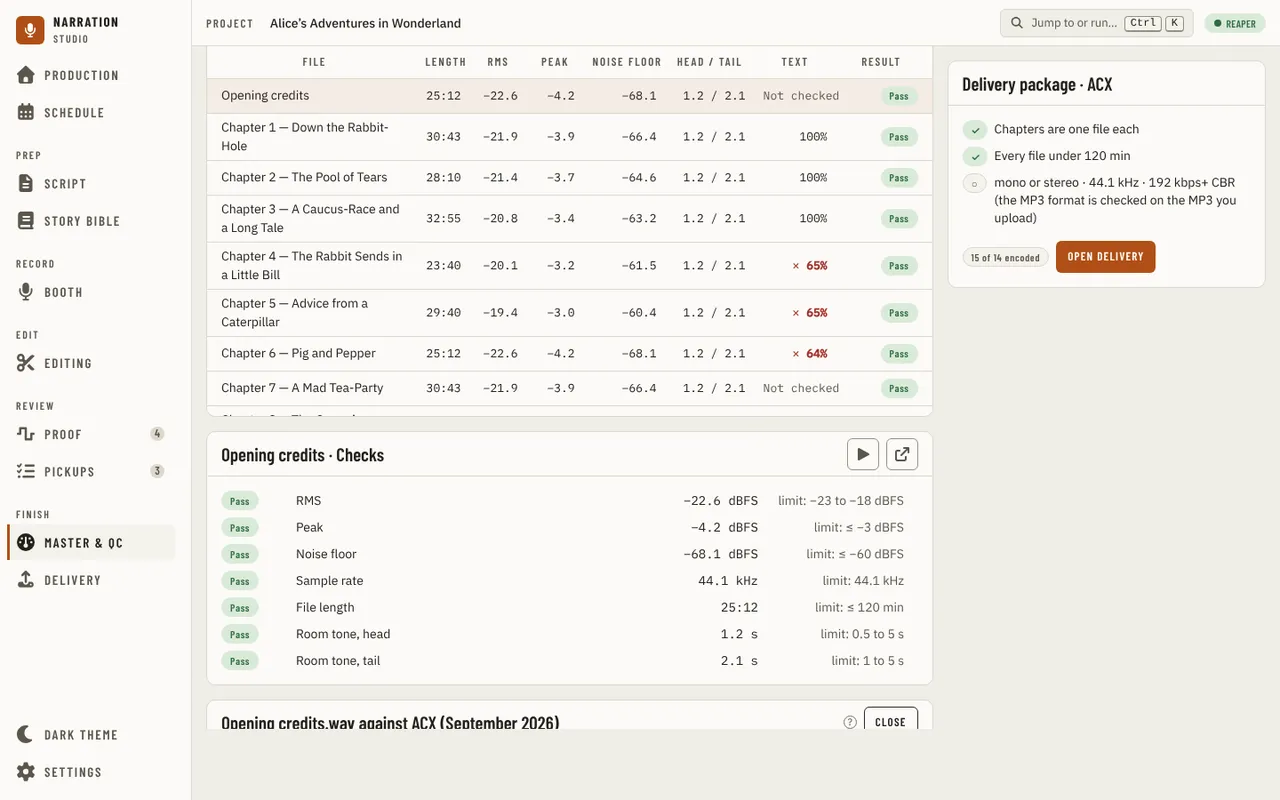 NARRATION
STUDIO
PROJECT Alice's Adventures in Wonderland
Jump to or run... Ctrl K
REAPER
PRODUCTION
SCHEDULE
PREP
SCRIPT
STORY BIBLE
RECORD
BOOTH
EDIT
EDITING
REVIEW
PROOF 4
PICKUPS 3
FINISH
MASTER & QC
DELIVERY
DARK THEME
SETTINGS
FILE LENGTH RMS PEAK NOISE FLOOR HEAD / TAIL TEXT RESULT
Opening credits 25:12 −22.6 −4.2 −68.1 1.2 / 2.1 Not checked Pass
Chapter 1 — Down the Rabbit-
Hole 30:43 −21.9 −3.9 −66.4 1.2 / 2.1 100% Pass
Chapter 2 — The Pool of Tears 28:10 −21.4 −3.7 −64.6 1.2 / 2.1 100% Pass
Chapter 3 — A Caucus-Race and
a Long Tale 32:55 −20.8 −3.4 −63.2 1.2 / 2.1 100% Pass
Chapter 4 — The Rabbit Sends in
a Little Bill 23:40 −20.1 −3.2 −61.5 1.2 / 2.1 × 65% Pass
Chapter 5 — Advice from a
Caterpillar 29:40 −19.4 −3.0 −60.4 1.2 / 2.1 × 65% Pass
Chapter 6 — Pig and Pepper 25:12 −22.6 −4.2 −68.1 1.2 / 2.1 × 64% Pass
Chapter 7 — A Mad Tea-Party 30:43 −21.9 −3.9 −66.4 1.2 / 2.1 Not checked Pass
Opening credits · Checks
Pass RMS −22.6 dBFS limit: −23 to −18 dBFS
Pass Peak −4.2 dBFS limit: ≤ −3 dBFS
Pass Noise floor −68.1 dBFS limit: ≤ −60 dBFS
Pass Sample rate 44.1 kHz limit: 44.1 kHz
Pass File length 25:12 limit: ≤ 120 min
Pass Room tone, head 1.2 s limit: 0.5 to 5 s
Pass Room tone, tail 2.1 s limit: 1 to 5 s
Opening credits.wav against ACX (September 2026) ? CLOSE
Delivery package · ACX
Chapters are one file each
Every file under 120 min
mono or stereo · 44.1 kHz · 192 kbps+ CBR
(the MP3 format is checked on the MP3 you
upload)
15 of 14 encoded OPEN DELIVERY